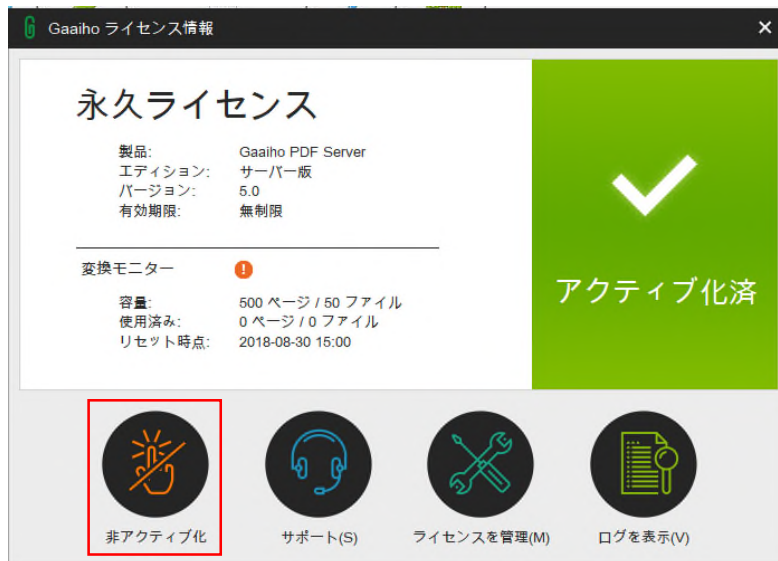 Gaaiho ライセンス情報
永久ライセンス
製品: Gaaiho PDF Server
エディション: サーバー版
バージョン: 5.0
有効期限: 無制限
変換モニター
容量: 500 ページ / 50 ファイル
使用済み: 0 ページ / 0 ファイル
リセット時点: 2018-08-30 15:00
アクティブ化済
非アクティブ化
サポート(S)
ライセンスを管理(M)
ログを表示(V)